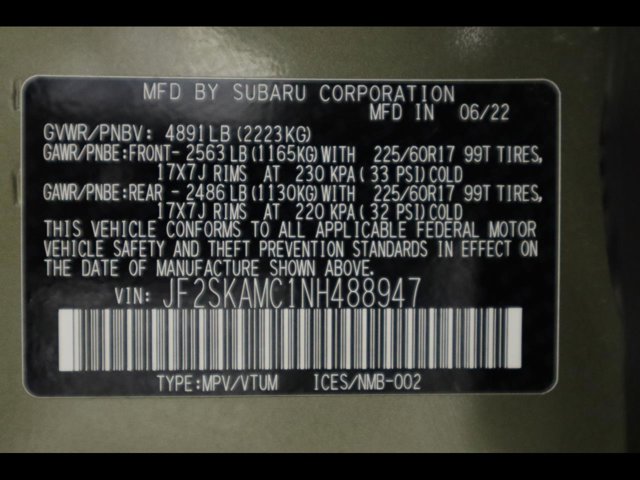 MFD BY SUBARU CORPORATION
MFD IN 06/22
GVWR/PNBV: 4891LB(2223KG)
GAWR/PNBE:FRONT-2563LB(1165KG)WITH 225/60R17 99T TIRES,
17X7J RIMS AT 230 KPA(33 PSI)COLD
GAWR/PNBE:REAR -2486LB(1130KG)WITH 225/60R17 99T TIRES,
17X7J RIMS AT 220 KPA(32 PSI)COLD
THIS VEHICLE CONFORMS TO ALL APPLICABLE FEDERAL MOTOR
VEHICLE SAFETY AND THEFT PREVENTION STANDARDS IN EFFECT ON
THE DATE OF MANUFACTURE SHOWN ABOVE.
VIN: JF2SKAMC1NH488947
TYPE:MPV/VTUM ICES/NMB-002